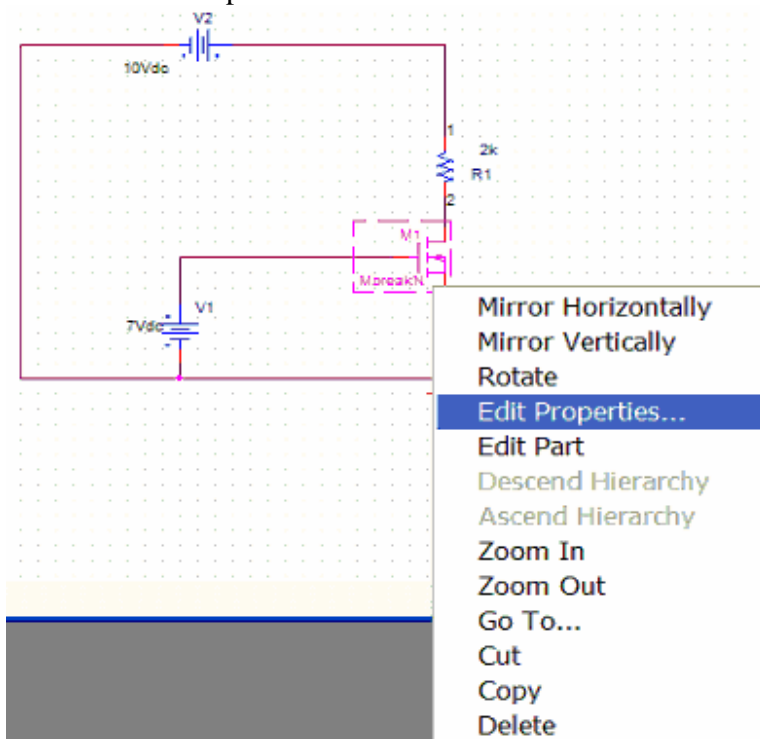 V2
10Vdc
1
2k
R1
2
M1
MbreakN
V1
7Vdc
Mirror Horizontally
Mirror Vertically
Rotate
Edit Properties...
Edit Part
Descend Hierarchy
Ascend Hierarchy
Zoom In
Zoom Out
Go To...
Cut
Copy
Delete